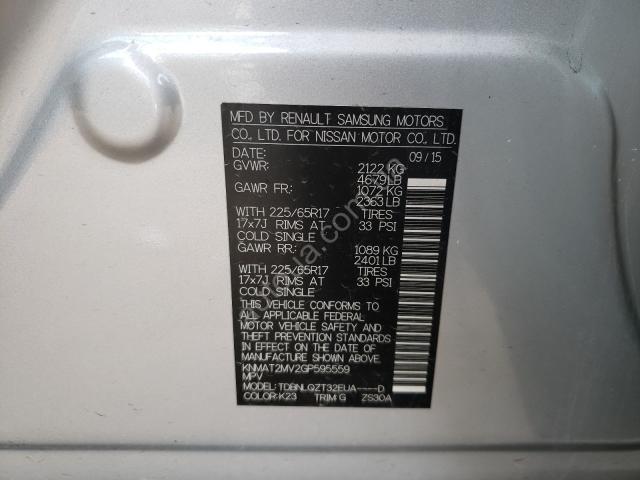 MFD BY RENAULT SAMSUNG MOTORS
CO., LTD. FOR NISSAN MOTOR CO., LTD.
DATE: 09/15
GVWR: 2122 KG
4679LB
GAWR FR: 1072 KG
2363 LB
WITH 225/65R17 TIRES
17x7J RIMS AT 33 PSI
COLD SINGLE
GAWR RR: 1089 KG
2401LB
WITH 225/65R17 TIRES
17x7J RIMS AT 33 PSI
COLD SINGLE
THIS VEHICLE CONFORMS TO
ALL APPLICABLE FEDERAL
MOTOR VEHICLE SAFETY AND
THEFT PREVENTION STANDARDS
IN EFFECT ON THE DATE OF
MANUFACTURE SHOWN ABOVE.
KNMAT2MV2GP595559
MPV
MODEL: TDBNLQZT32EUA----D
COLOR: K23 TRIM: G ZS30A